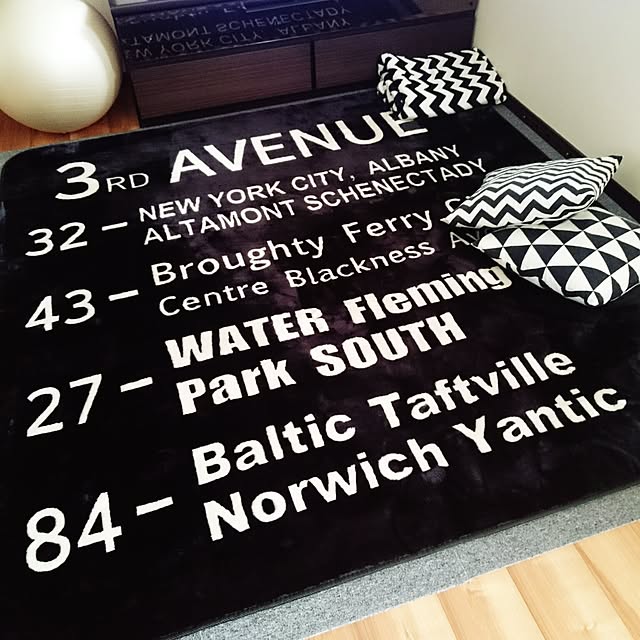 3RD AVENUE
32 – NEW YORK CITY, ALBANY
ALTAMONT SCHENECTADY
43 – Broughty Ferry
Centre Blackness
27 – WATER Fleming
Park SOUTH
84 – Baltic Taftville
Norwich Yantic